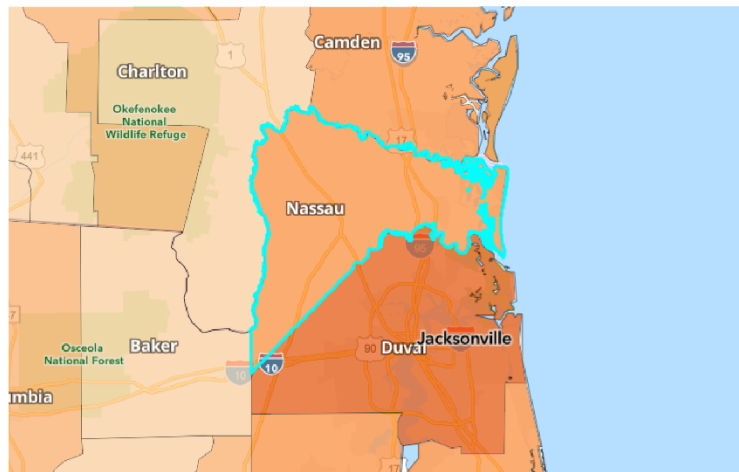 Camden
95
1
Charlton
Okefenokee
National
Wildlife Refuge
17
441
Nassau
95
Osceola
National Forest
Baker
90
Duval
Jacksonville
10
10
umbia
17